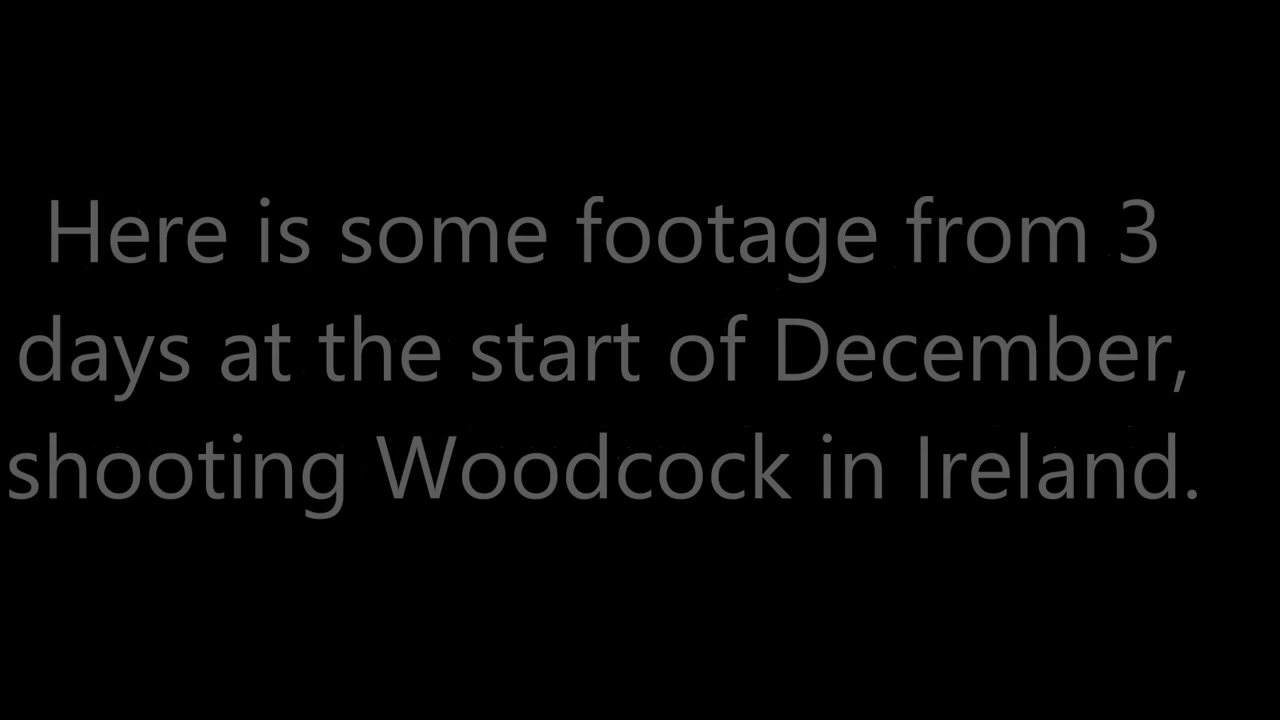 Here is some footage from 3
days at the start of December,
shooting Woodcock in Ireland.